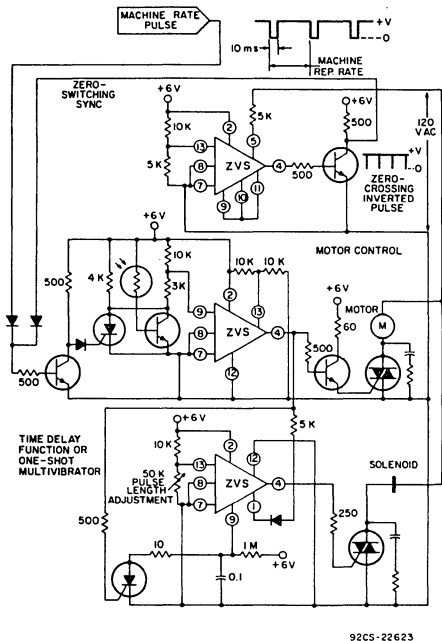 MACHINE RATE
PULSE
+V
0
10 ms
MACHINE
REP. RATE
ZERO-
SWITCHING
SYNC
+6V
10K
5K
13
8
7
2
5K
5
ZVS
4
9
10
11
500
+6V
500
120
VAC
+V
0
ZERO-
CROSSING
INVERTED
PULSE
MOTOR CONTROL
+6V
500
4K
10K
3K
9
8
7
2
10K
10K
13
ZVS
4
12
500
+6V
60
500
MOTOR
M
TIME DELAY
FUNCTION OR
ONE-SHOT
MULTIVIBRATOR
+6V
10K
50K
PULSE
LENGTH
ADJUSTMENT
13
8
7
2
12
ZVS
4
9
1
5K
SOLENOID
250
500
10
0.1
1M
+6V
92CS-22623